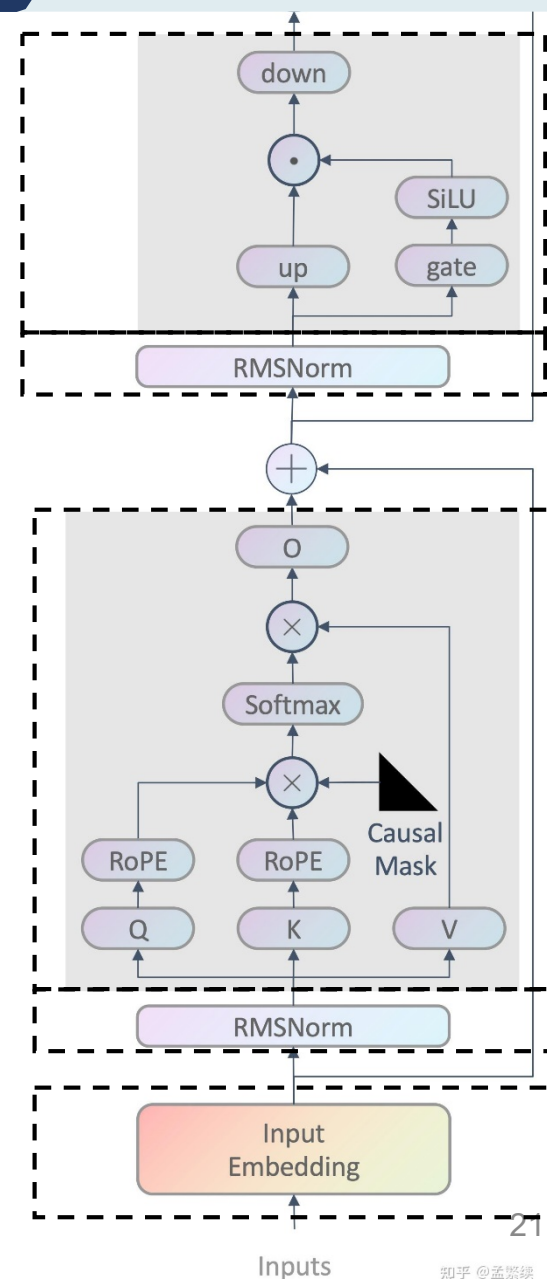 down
SiLU
up
gate
RMSNorm
O
Softmax
Causal
Mask
RoPE
RoPE
Q
K
V
RMSNorm
Input
Embedding
21
Inputs
知乎 @孟繁续